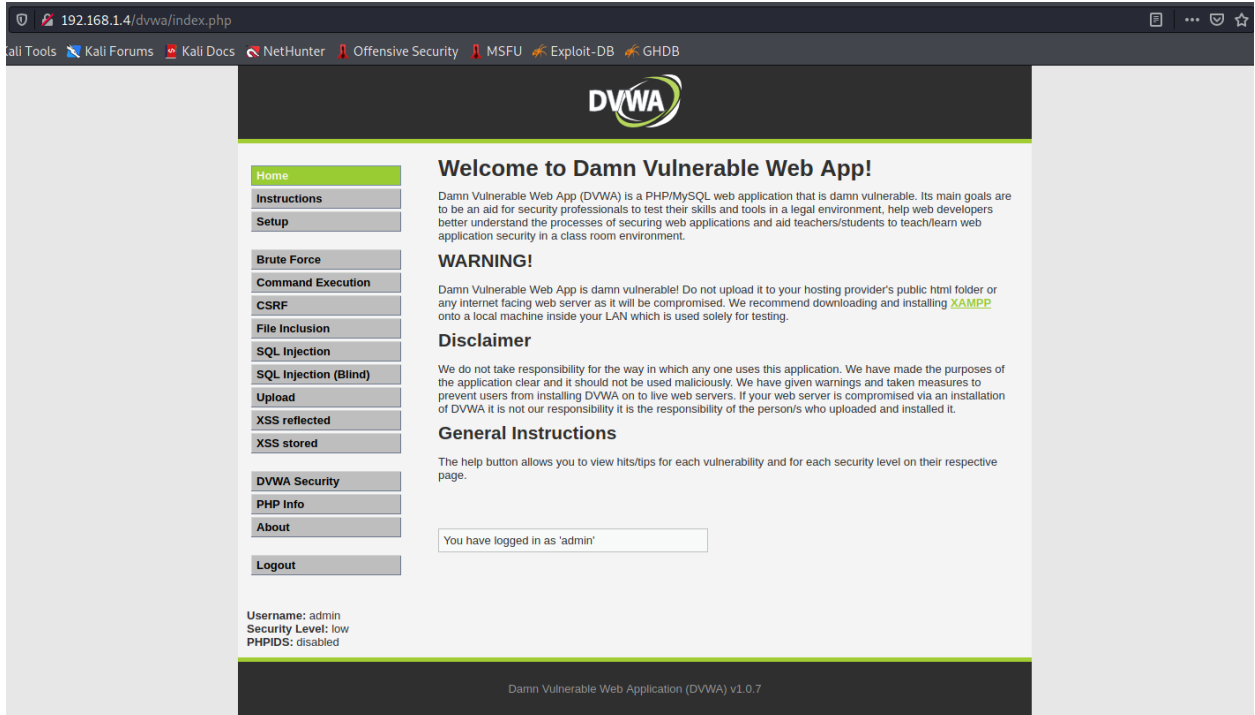 192.168.1.4/dvwa/index.php
ali Tools Kali Forums Kali Docs NetHunter Offensive Security MSFU Exploit-DB GHDB
DVWA
Home
Instructions
Setup
Brute Force
Command Execution
CSRF
File Inclusion
SQL Injection
SQL Injection (Blind)
Upload
XSS reflected
XSS stored
DVWA Security
PHP Info
About
Logout
Username: admin
Security Level: low
PHPIDS: disabled
Welcome to Damn Vulnerable Web App!
Damn Vulnerable Web App (DVWA) is a PHP/MySQL web application that is damn vulnerable. Its main goals are
to be an aid for security professionals to test their skills and tools in a legal environment, help web developers
better understand the processes of securing web applications and aid teachers/students to teach/learn web
application security in a class room environment.
WARNING!
Damn Vulnerable Web App is damn vulnerable! Do not upload it to your hosting provider's public html folder or
any internet facing web server as it will be compromised. We recommend downloading and installing XAMPP
onto a local machine inside your LAN which is used solely for testing.
Disclaimer
We do not take responsibility for the way in which any one uses this application. We have made the purposes of
the application clear and it should not be used maliciously. We have given warnings and taken measures to
prevent users from installing DVWA on to live web servers. If your web server is compromised via an installation
of DVWA it is not our responsibility it is the responsibility of the person/s who uploaded and installed it.
General Instructions
The help button allows you to view hits/tips for each vulnerability and for each security level on their respective
page.
You have logged in as 'admin'
Damn Vulnerable Web Application (DVWA) v1.0.7